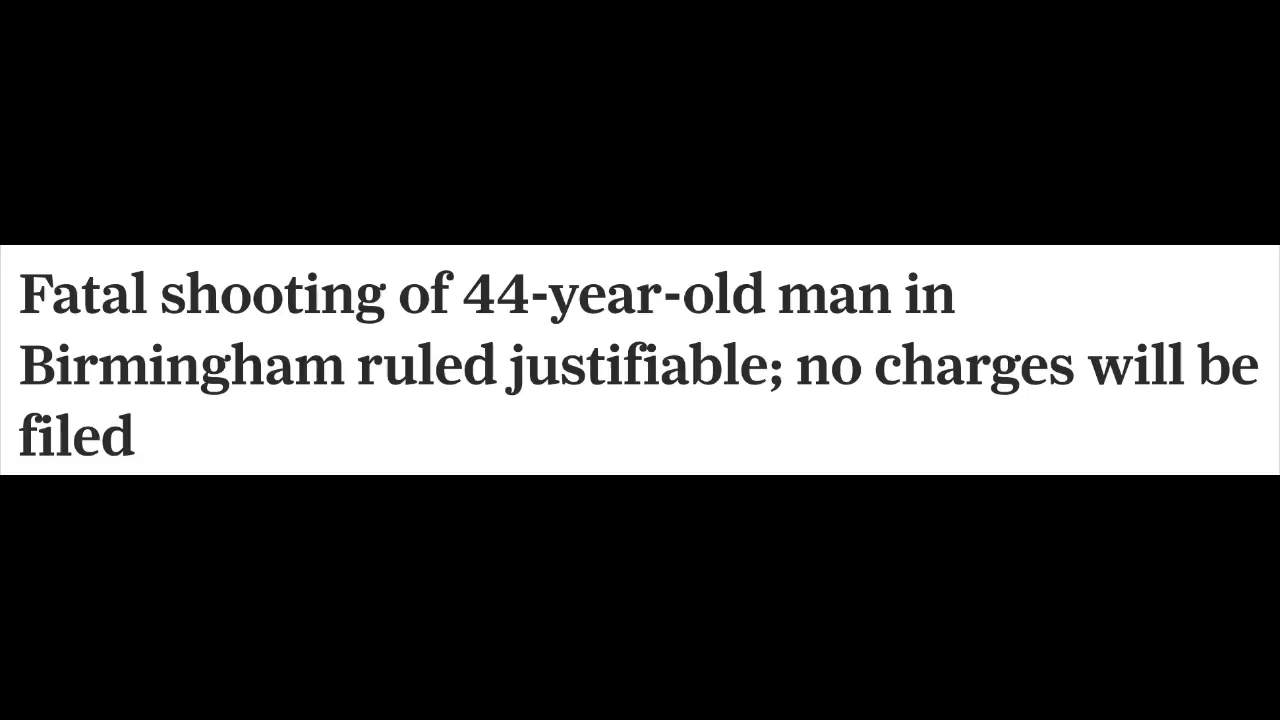 Fatal shooting of 44-year-old man in
Birmingham ruled justifiable; no charges will be
filed